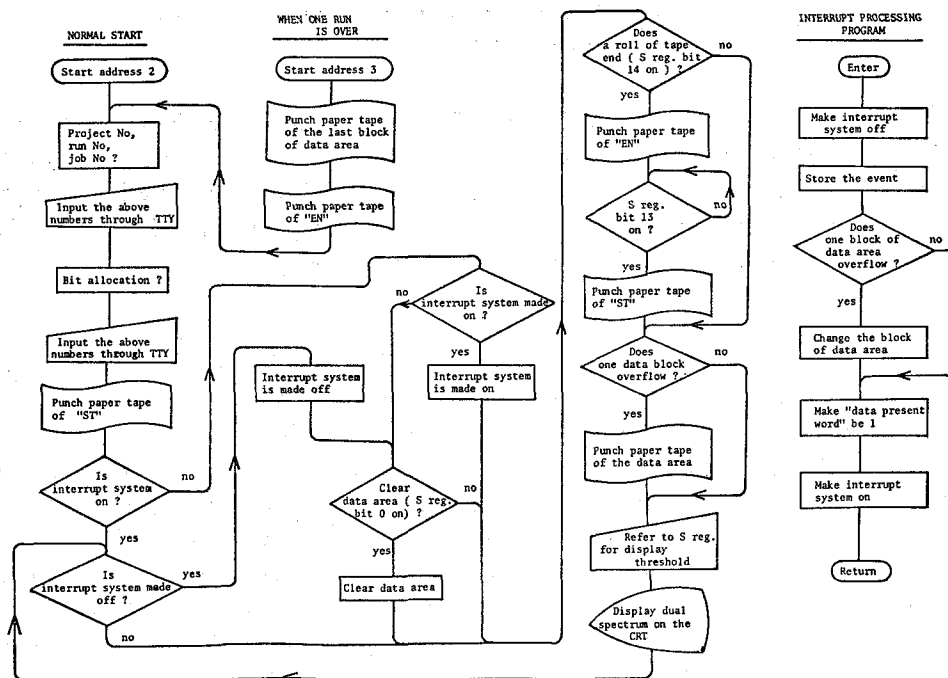 NORMAL START
Start address 2
Project No,
run No,
job No ?
Input the above
numbers through TTY
Bit allocation ?
Input the above
numbers through TTY
Punch paper tape
of "ST"
Is
interrupt system
on ?
no
yes
Is
interrupt system made
off ?
yes
no
WHEN ONE RUN
IS OVER
Start address 3
Punch paper tape
of the last block
of data area
Punch paper tape
of "EN"
Is
interrupt system made
on ?
no
yes
Interrupt system
is made off
Interrupt system
is made on
Clear
data area ( S reg.
bit 0 on) ?
no
yes
Clear data area
Does
a roll of tape
end ( S reg. bit
14 on ) ?
no
yes
Punch paper tape
of "EN"
S reg.
bit 13
on ?
no
yes
Punch paper tape
of "ST"
Does
one data block
overflow ?
no
yes
Punch paper tape
of the data area
Refer to S reg.
for display
threshold
Display dual
spectrum on the
CRT
INTERRUPT PROCESSING
PROGRAM
Enter
Make interrupt
system off
Store the event
Does
one block of
data area
overflow ?
no
yes
Change the block
of data area
Make "data present
word" be 1
Make interrupt
system on
Return